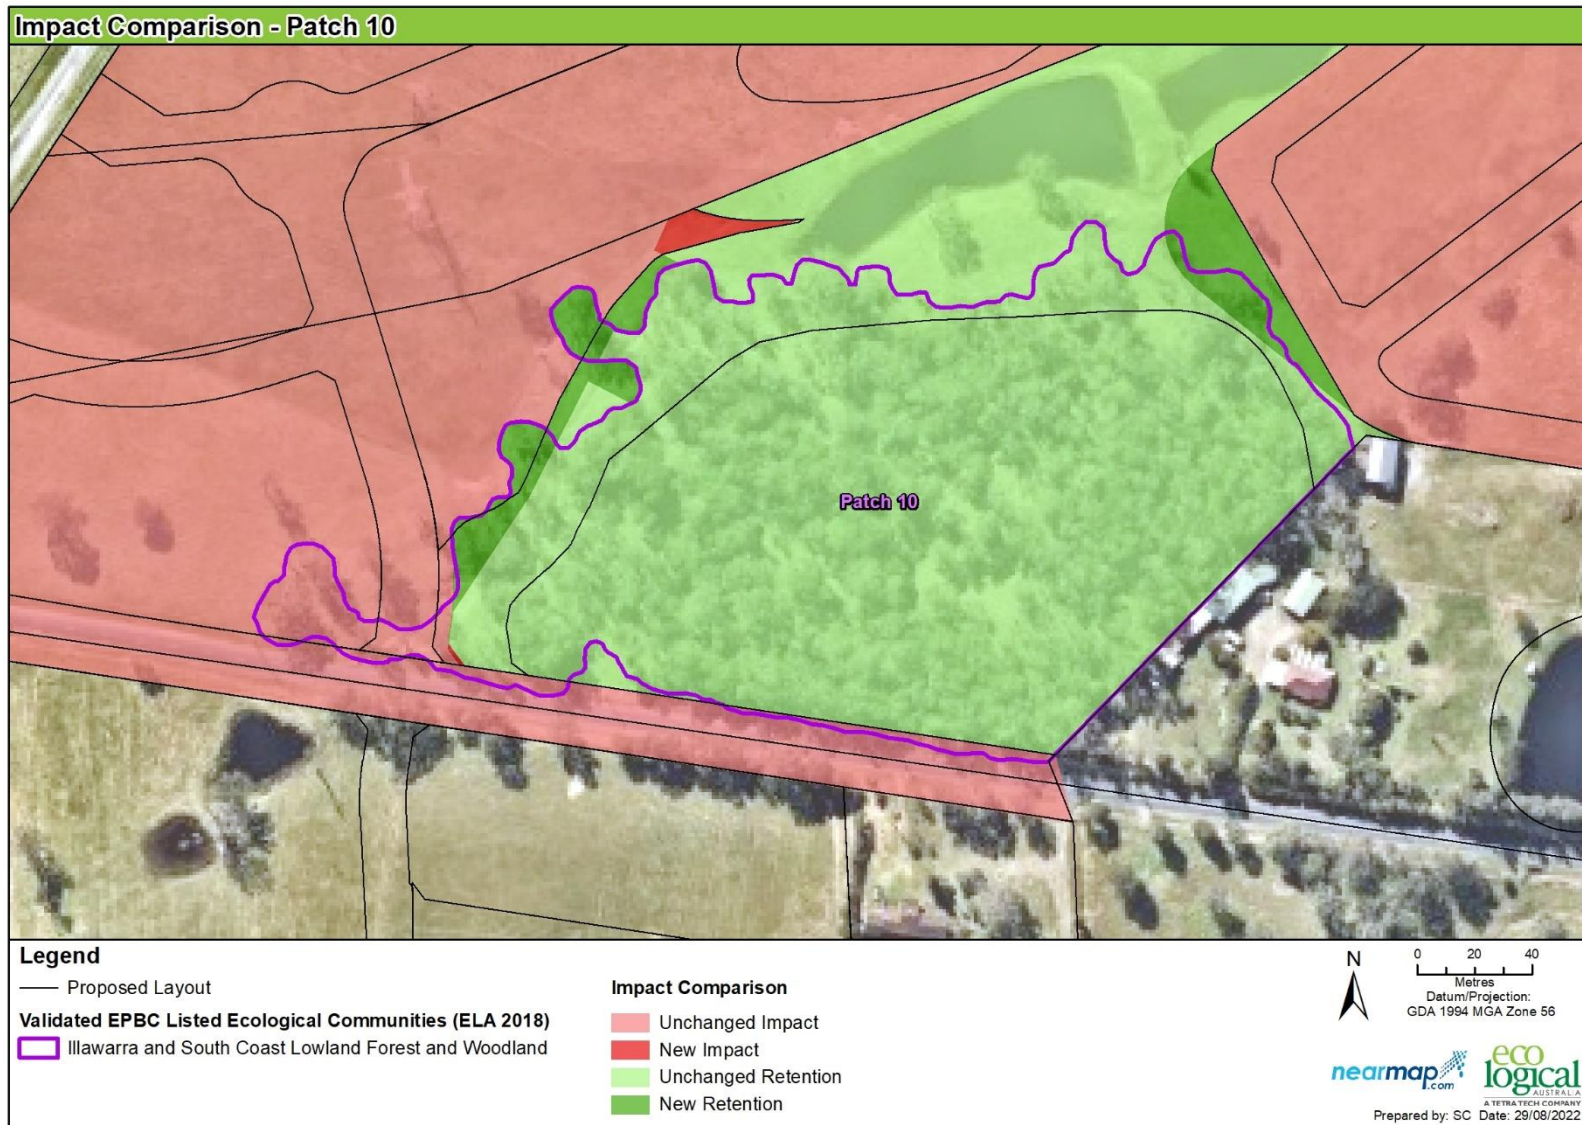 Impact Comparison - Patch 10
Patch 10
Legend
Proposed Layout
Validated EPBC Listed Ecological Communities (ELA 2018)
Illawarra and South Coast Lowland Forest and Woodland
Impact Comparison
Unchanged Impact
New Impact
Unchanged Retention
New Retention
N
0 20 40
Metres
Datum/Projection:
GDA 1994 MGA Zone 56
nearmap.com
eco
logical
AUSTRALIA
A TETRA TECH COMPANY
Prepared by: SC Date: 29/08/2022